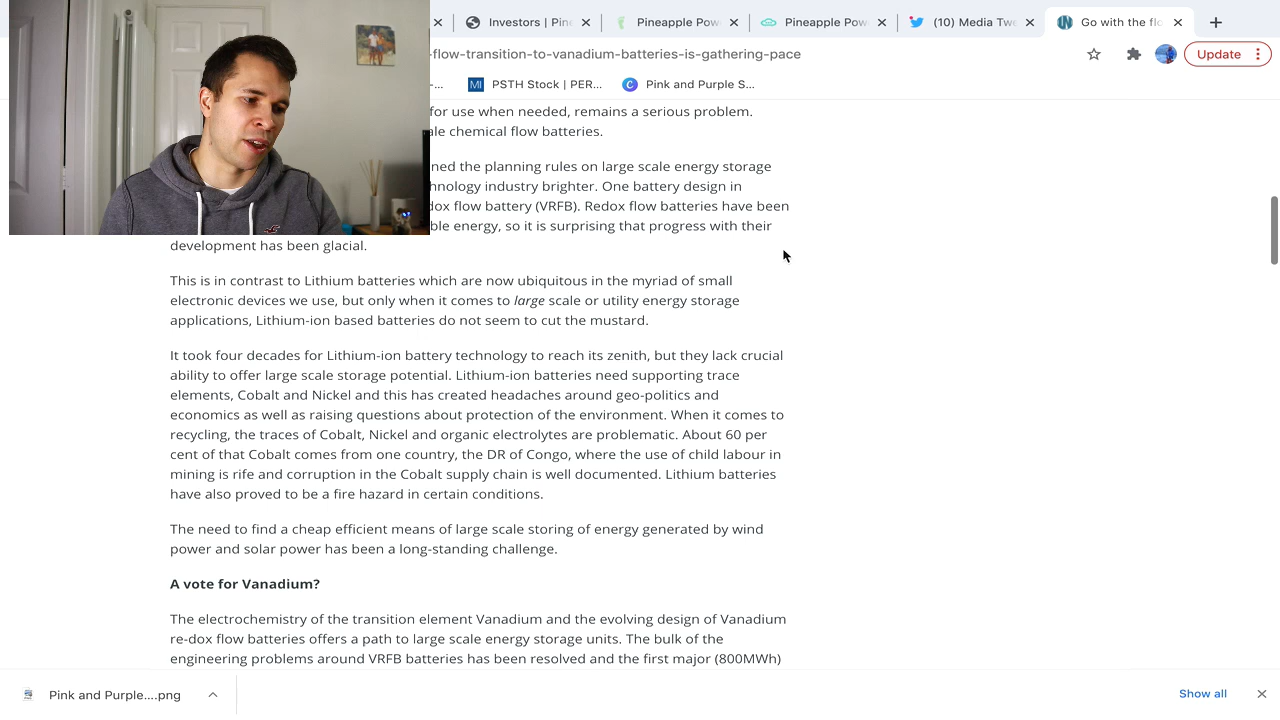 Investors | Pin
Pineapple Pow
Pineapple Pow
(10) Media Twe
Go with the flo
-flow-transition-to-vanadium-batteries-is-gathering-pace
Update
-...
PSTH Stock | PER...
Pink and Purple S...
for use when needed, remains a serious problem.
ale chemical flow batteries.
ned the planning rules on large scale energy storage
hnology industry brighter. One battery design in
dox flow battery (VRFB). Redox flow batteries have been
ble energy, so it is surprising that progress with their
development has been glacial.
This is in contrast to Lithium batteries which are now ubiquitous in the myriad of small
electronic devices we use, but only when it comes to large scale or utility energy storage
applications, Lithium-ion based batteries do not seem to cut the mustard.
It took four decades for Lithium-ion battery technology to reach its zenith, but they lack crucial
ability to offer large scale storage potential. Lithium-ion batteries need supporting trace
elements, Cobalt and Nickel and this has created headaches around geo-politics and
economics as well as raising questions about protection of the environment. When it comes to
recycling, the traces of Cobalt, Nickel and organic electrolytes are problematic. About 60 per
cent of that Cobalt comes from one country, the DR of Congo, where the use of child labour in
mining is rife and corruption in the Cobalt supply chain is well documented. Lithium batteries
have also proved to be a fire hazard in certain conditions.
The need to find a cheap efficient means of large scale storing of energy generated by wind
power and solar power has been a long-standing challenge.
A vote for Vanadium?
The electrochemistry of the transition element Vanadium and the evolving design of Vanadium
re-dox flow batteries offers a path to large scale energy storage units. The bulk of the
engineering problems around VRFB batteries has been resolved and the first major (800MWh)
Pink and Purple....png
Show all